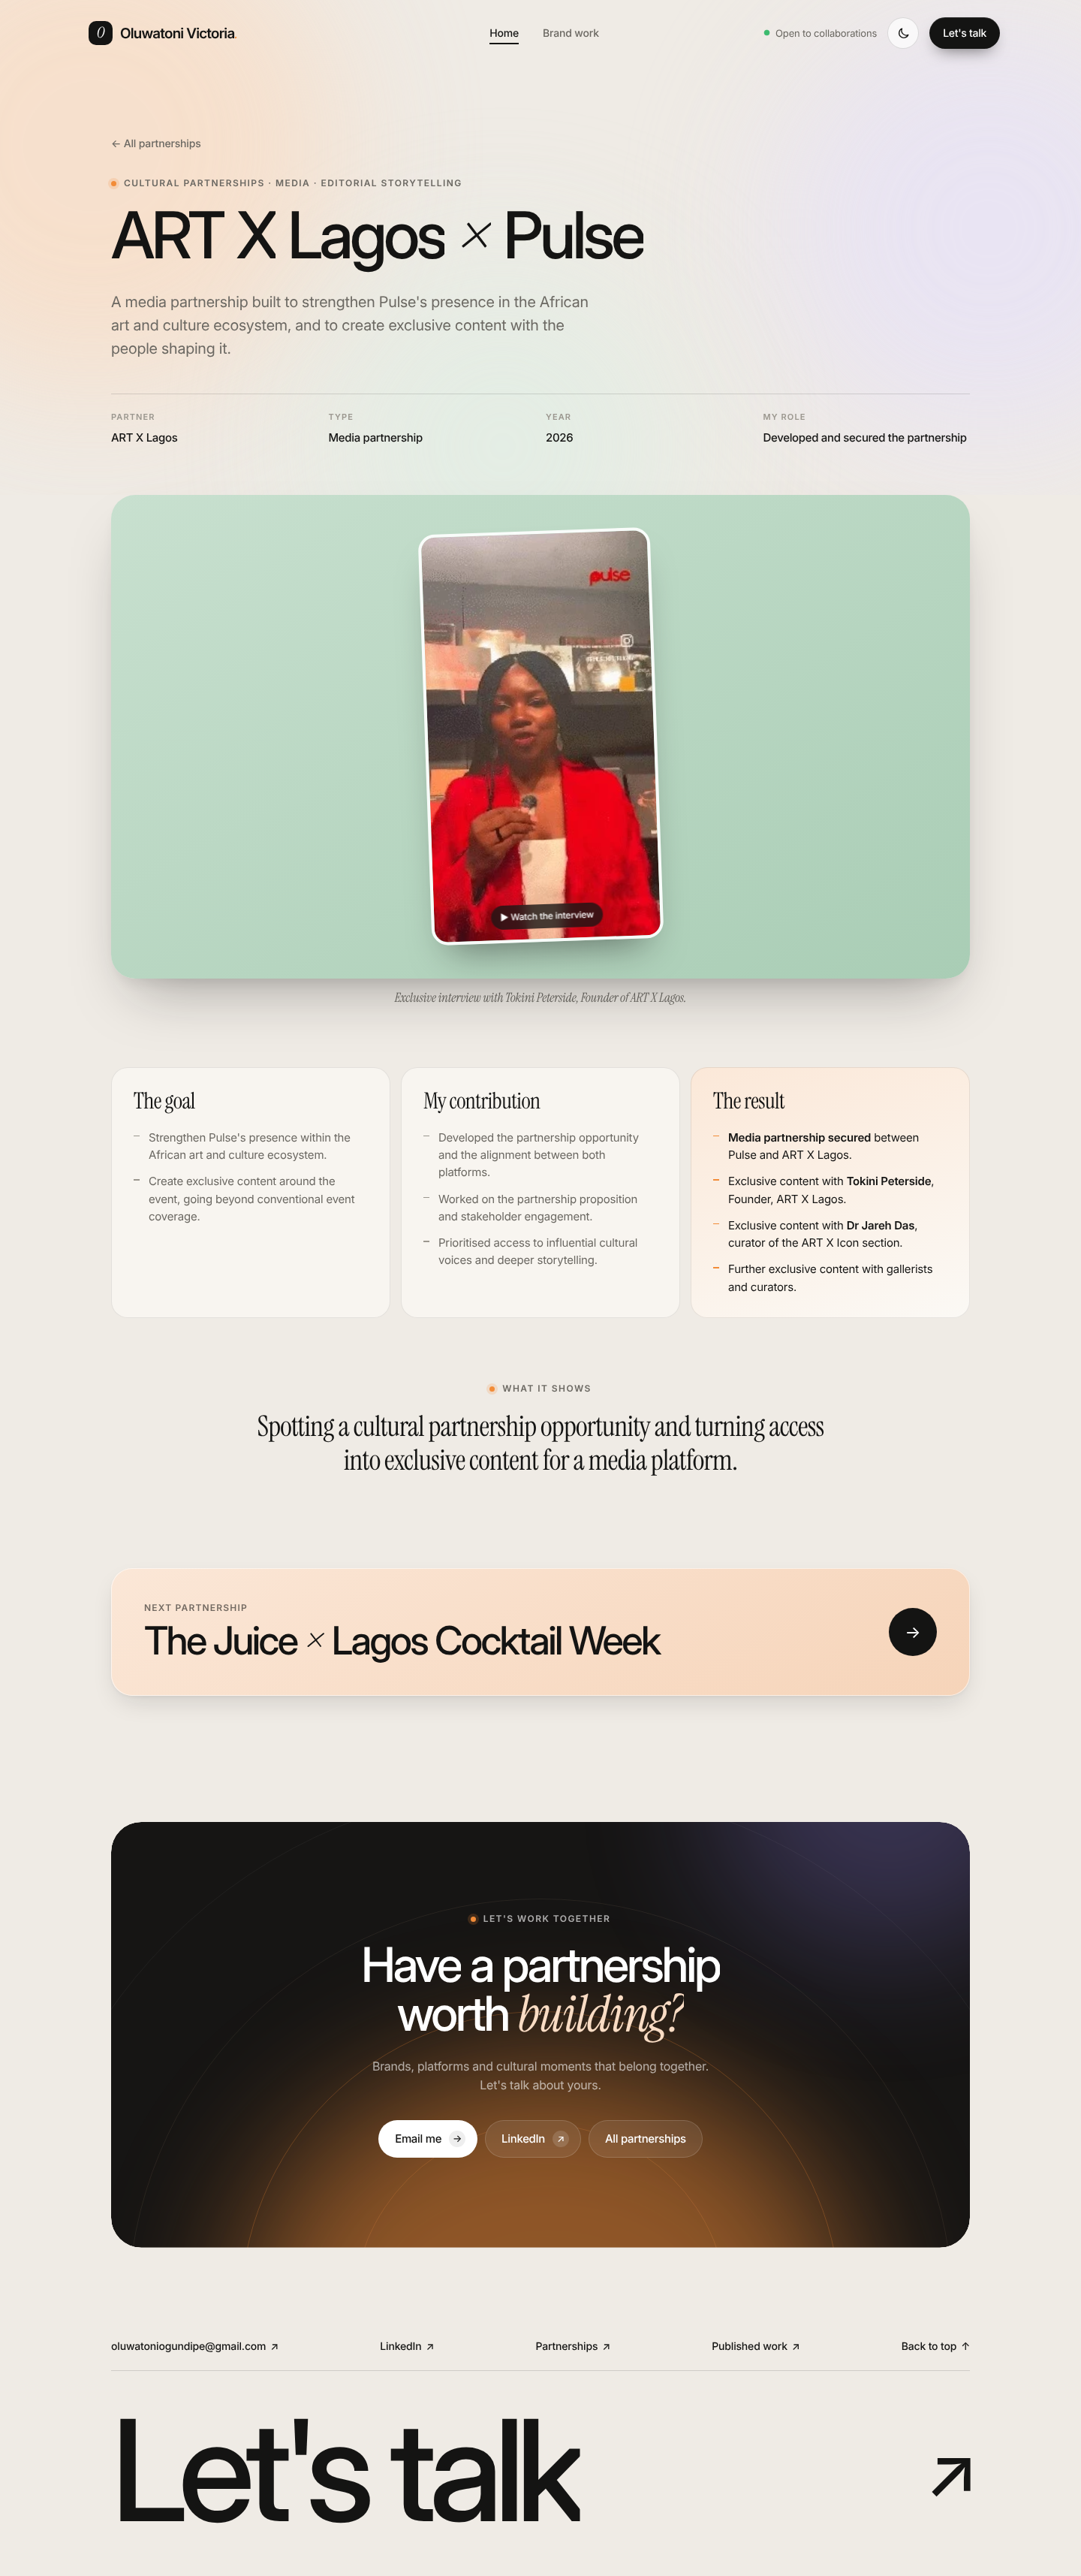 O Oluwatoni Victoria
Home Brand work
Open to collaborations
Let's talk
← All partnerships
CULTURAL PARTNERSHIPS · MEDIA · EDITORIAL STORYTELLING
ART X Lagos × Pulse
A media partnership built to strengthen Pulse's presence in the African
art and culture ecosystem, and to create exclusive content with the
people shaping it.
PARTNER
ART X Lagos
TYPE
Media partnership
YEAR
2026
MY ROLE
Developed and secured the partnership
pulse
▶ Watch the interview
Exclusive interview with Tokini Peterside, Founder of ART X Lagos.
The goal
– Strengthen Pulse's presence within the
African art and culture ecosystem.
– Create exclusive content around the
event, going beyond conventional event
coverage.
My contribution
– Developed the partnership opportunity
and the alignment between both
platforms.
– Worked on the partnership proposition
and stakeholder engagement.
– Prioritised access to influential cultural
voices and deeper storytelling.
The result
– Media partnership secured between
Pulse and ART X Lagos.
– Exclusive content with Tokini Peterside,
Founder, ART X Lagos.
– Exclusive content with Dr Jareh Das,
curator of the ART X Icon section.
– Further exclusive content with gallerists
and curators.
WHAT IT SHOWS
Spotting a cultural partnership opportunity and turning access
into exclusive content for a media platform.
NEXT PARTNERSHIP
The Juice × Lagos Cocktail Week
→
LET'S WORK TOGETHER
Have a partnership
worth building?
Brands, platforms and cultural moments that belong together.
Let's talk about yours.
Email me →
LinkedIn ↗
All partnerships
oluwatoniogundipe@gmail.com ↗
LinkedIn ↗
Partnerships ↗
Published work ↗
Back to top ↑
Let's talk ↗